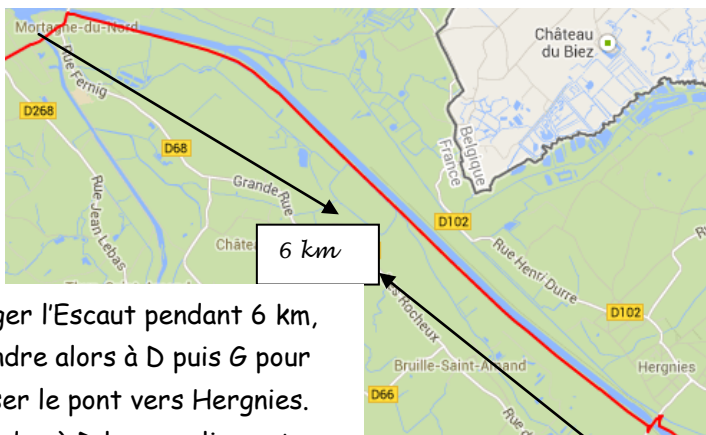 Mortagne-du-Nord
Château
du Biez
Rue Fernig
D268
D68
Belgique
France
Grande Rue
Rue Jean Lebas
D102
6 km
Rue Henri Durre
D102
Rocheux
ger l'Escaut pendant 6 km,
ndre alors à D puis G pour
ser le pont vers Hergnies.
Bruille-Saint-Amand
Hergnies
D66